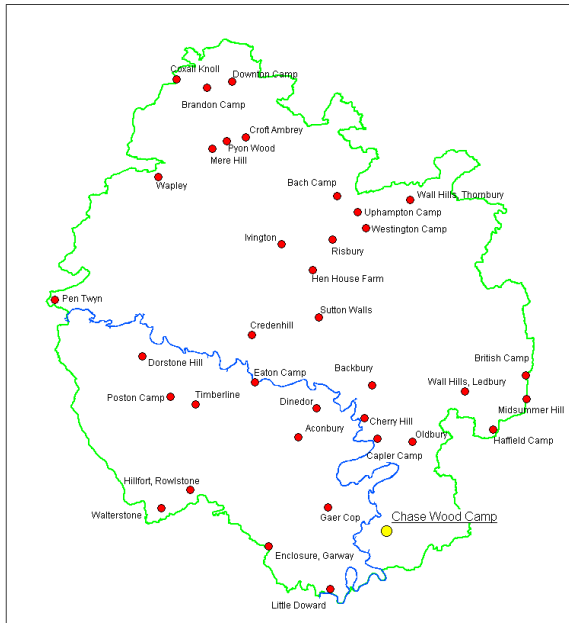 Coxall Knoll
Downton Camp
Brandon Camp
Croft Ambrey
Pyon Wood
Mere Hill
Wapley
Bach Camp
Wall Hills, Thornbury
Uphampton Camp
Westington Camp
Ivington
Risbury
Hen House Farm
Pen Twyn
Sutton Walls
Credenhill
Dorstone Hill
British Camp
Eaton Camp
Backbury
Wall Hills, Ledbury
Poston Camp
Timberline
Dinedor
Midsummer Hill
Cherry Hill
Aconbury
Oldbury
Haffield Camp
Capler Camp
Hillfort, Rowlstone
Walterstone
Gaer Cop
Chase Wood Camp
Enclosure, Garway
Little Doward